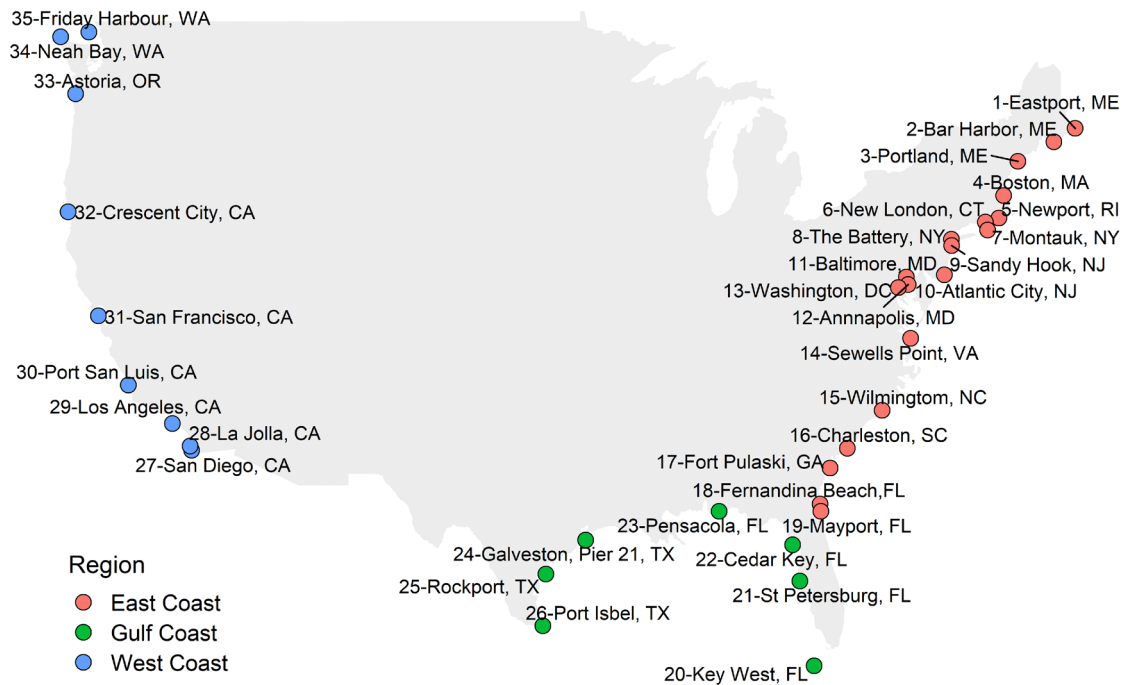 35-Friday Harbour, WA
34-Neah Bay, WA
33-Astoria, OR
1-Eastport, ME
2-Bar Harbor, ME
3-Portland, ME
4-Boston, MA
6-New London, CT
5-Newport, RI
32-Crescent City, CA
8-The Battery, NY
7-Montauk, NY
11-Baltimore, MD
9-Sandy Hook, NJ
13-Washington, DC
10-Atlantic City, NJ
31-San Francisco, CA
12-Annnapolis, MD
14-Sewells Point, VA
30-Port San Luis, CA
15-Wilmingtom, NC
29-Los Angeles, CA
28-La Jolla, CA
16-Charleston, SC
27-San Diego, CA
17-Fort Pulaski, GA
18-Fernandina Beach,FL
23-Pensacola, FL
19-Mayport, FL
24-Galveston, Pier 21, TX
22-Cedar Key, FL
25-Rockport, TX
21-St Petersburg, FL
26-Port Isbel, TX
20-Key West, FL
Region
East Coast
Gulf Coast
West Coast